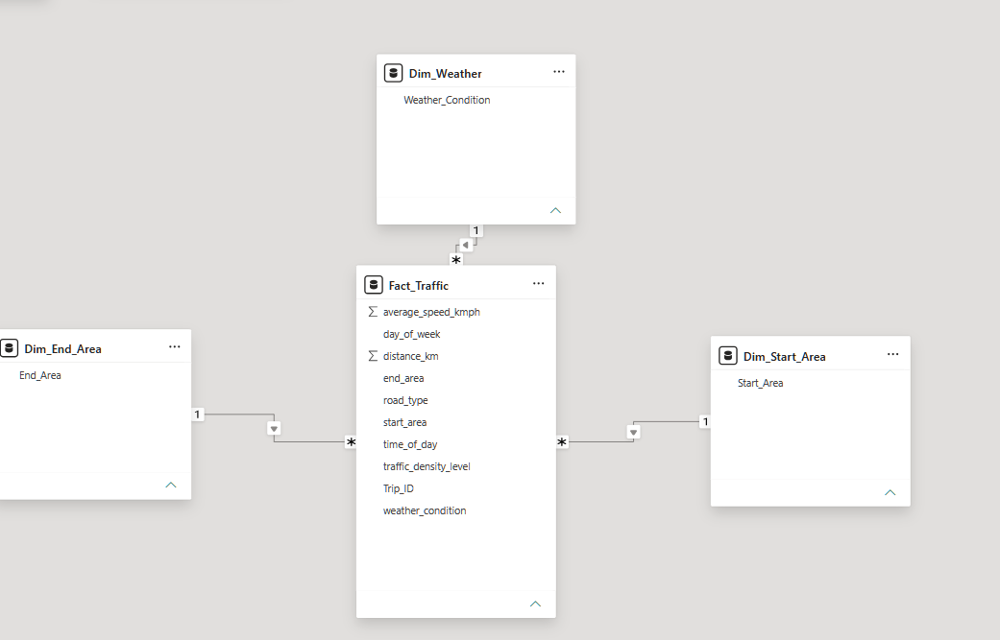 Dim_Weather
Weather_Condition
1
*
Fact_Traffic
average_speed_kmph
day_of_week
distance_km
end_area
road_type
start_area
time_of_day
traffic_density_level
Trip_ID
weather_condition
Dim_End_Area
End_Area
1
*
Dim_Start_Area
Start_Area
1
*